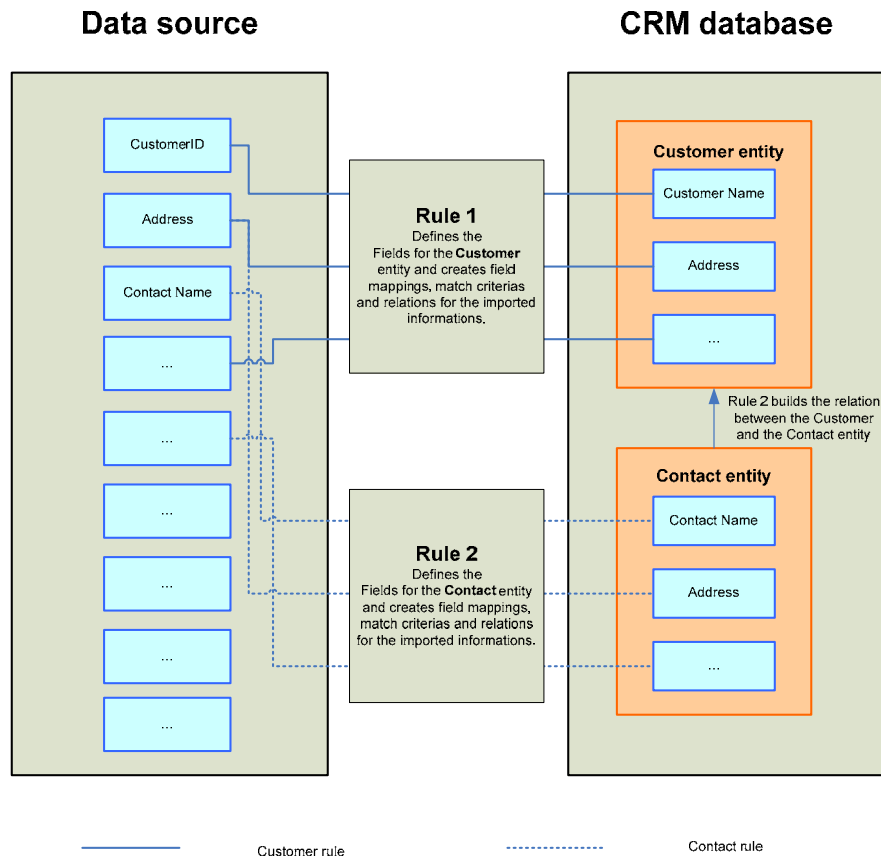 Data source
CRM database
CustomerID
Address
Contact Name
...
...
...
...
...
...
Rule 1
Defines the
Fields for the Customer
entity and creates field
mappings, match criterias
and relations for the imported
informations.
Rule 2
Defines the
Fields for the Contact entity
and creates field mappings,
match criterias and relations
for the imported informations.
Customer entity
Customer Name
Address
...
Rule 2 builds the relation
between the Customer
and the Contact entity
Contact entity
Contact Name
Address
...
Customer rule
Contact rule